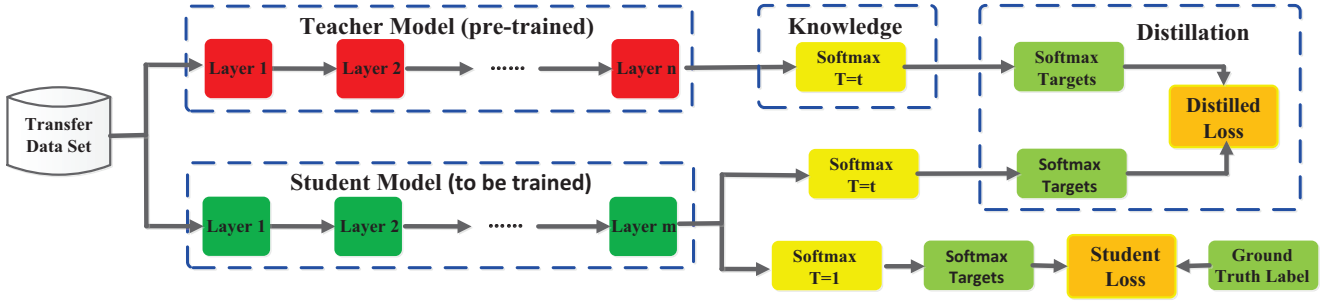 Teacher Model (pre-trained)
Layer 1
Layer 2
......
Layer n
Knowledge
Softmax
T=t
Distillation
Softmax
Targets
Distilled
Loss
Transfer
Data Set
Student Model (to be trained)
Layer 1
Layer 2
......
Layer m
Softmax
T=t
Softmax
Targets
Softmax
T=1
Softmax
Targets
Student
Loss
Ground
Truth Label